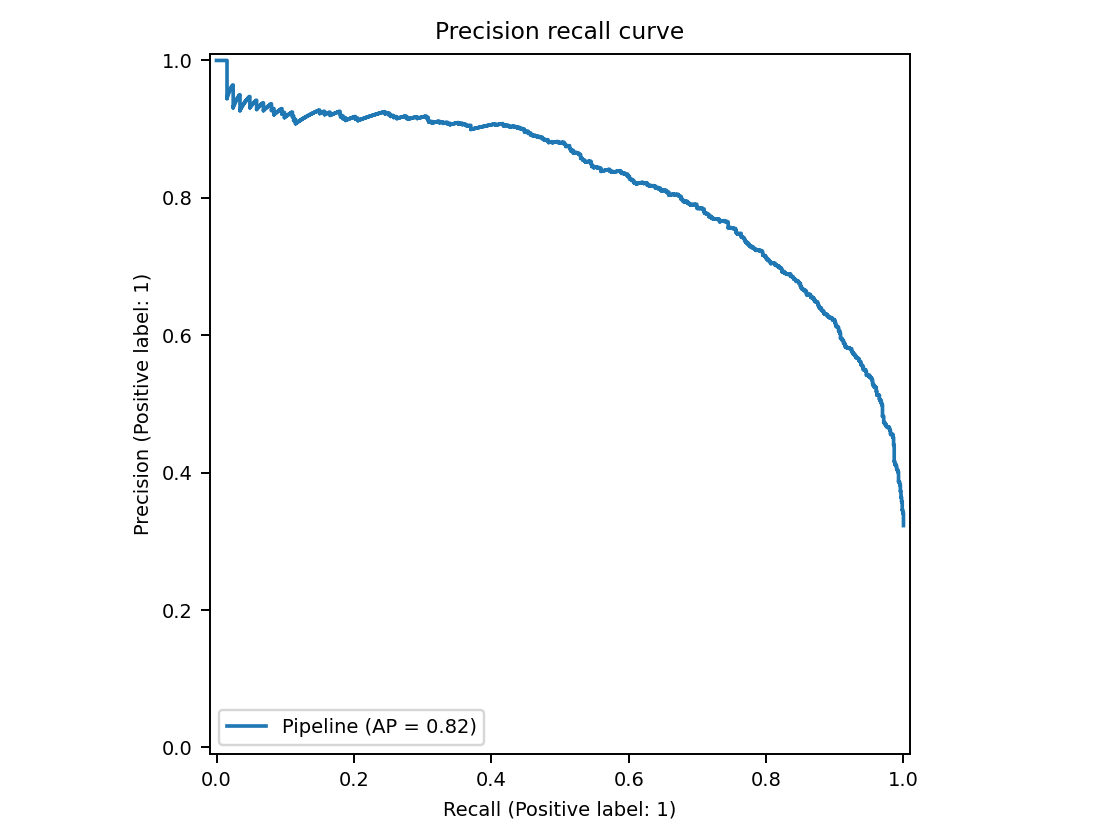 Precision recall curve
1.0
0.8
0.6
0.4
0.2
0.0
Precision (Positive label: 1)
Pipeline (AP = 0.82)
0.0 0.2 0.4 0.6 0.8 1.0
Recall (Positive label: 1)